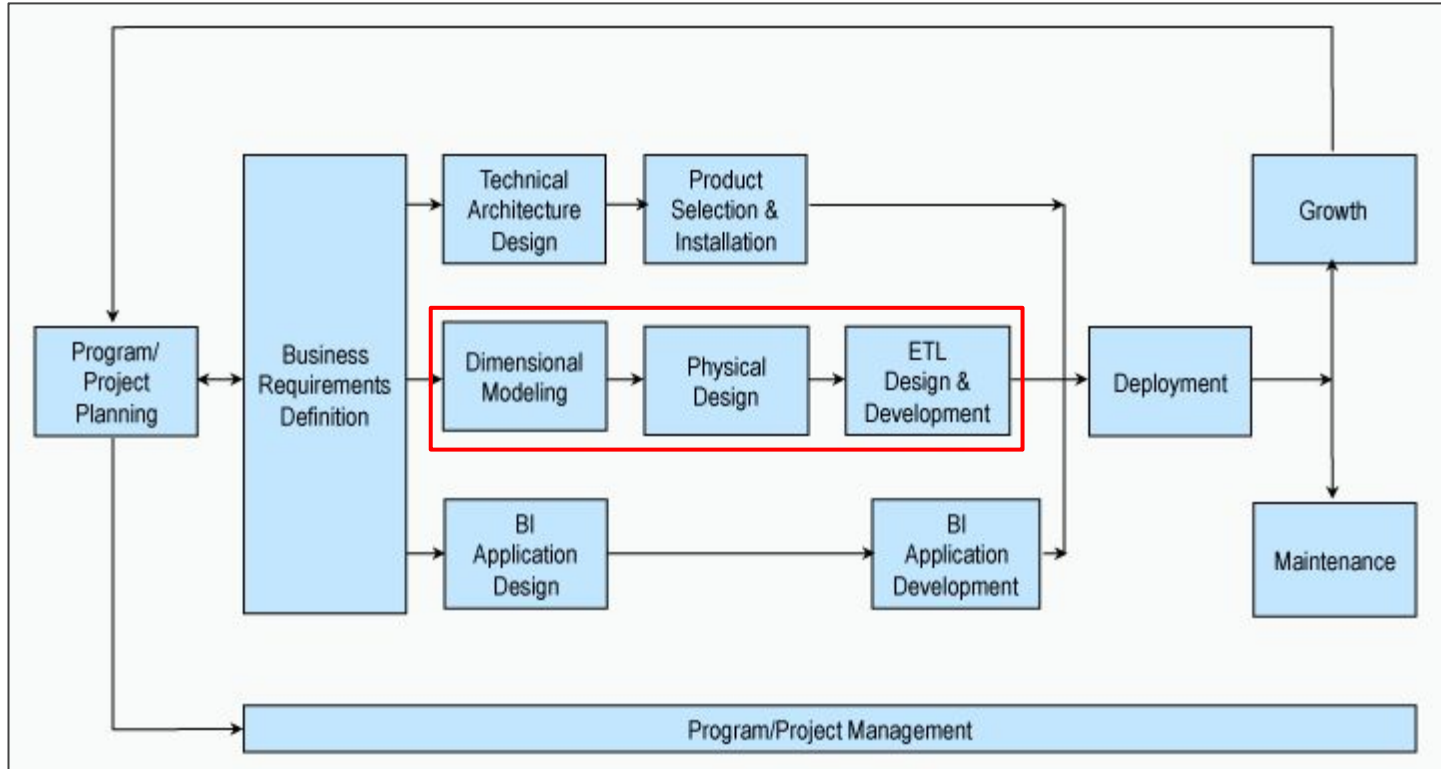 Technical
Architecture
Design
Product
Selection &
Installation
Growth
Program/
Project
Planning
Business
Requirements
Definition
Dimensional
Modeling
Physical
Design
ETL
Design &
Development
Deployment
BI
Application
Design
BI
Application
Development
Maintenance
Program/Project Management